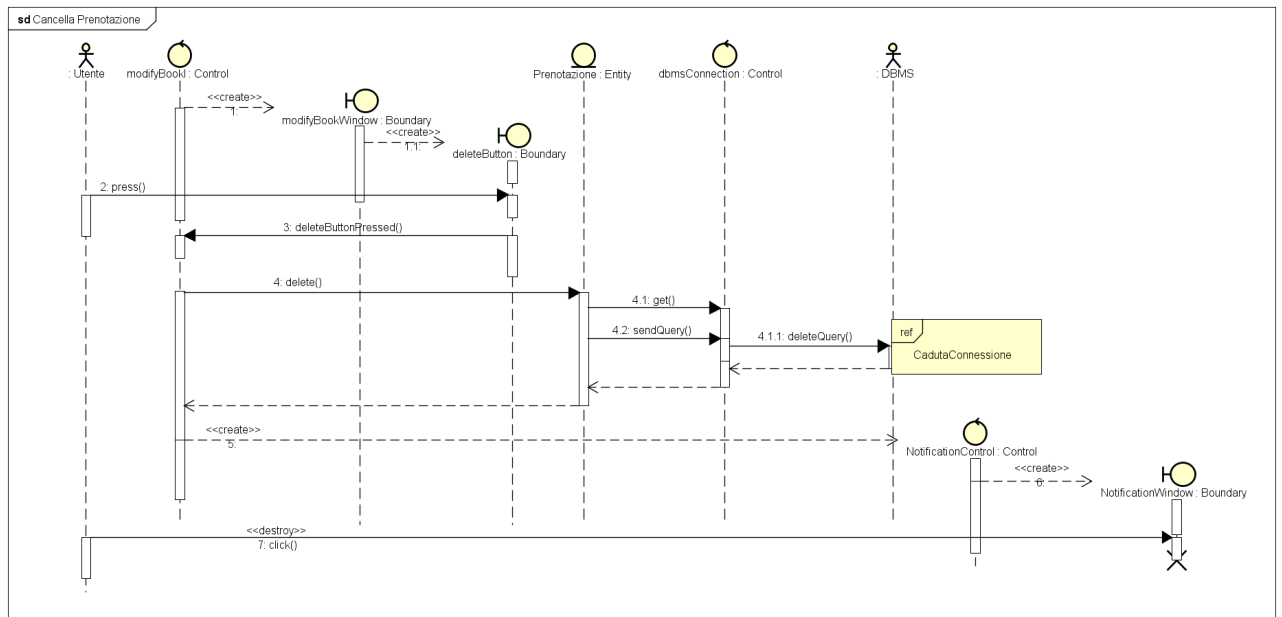 sd Cancella Prenotazione
: Utente
modifyBookI : Control
Prenotazione : Entity
dbmsConnection : Control
: DBMS
<<create>>
1:
modifyBookWindow : Boundary
<<create>>
1.1:
deleteButton : Boundary
2: press()
3: deleteButtonPressed()
4: delete()
4.1: get()
4.2: sendQuery()
4.1.1: deleteQuery()
ref
CadutaConnessione
<<create>>
5:
NotificationControl : Control
<<create>>
6:
NotificationWindow : Boundary
<<destroy>>
7: click()